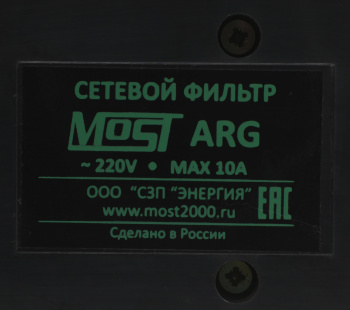 СЕТЕВОЙ ФИЛЬТР
MOST ARG
~ 220V • MAX 10A
ООО "СЗП "ЭНЕРГИЯ"
www.most2000.ru
EAC
Сделано в России